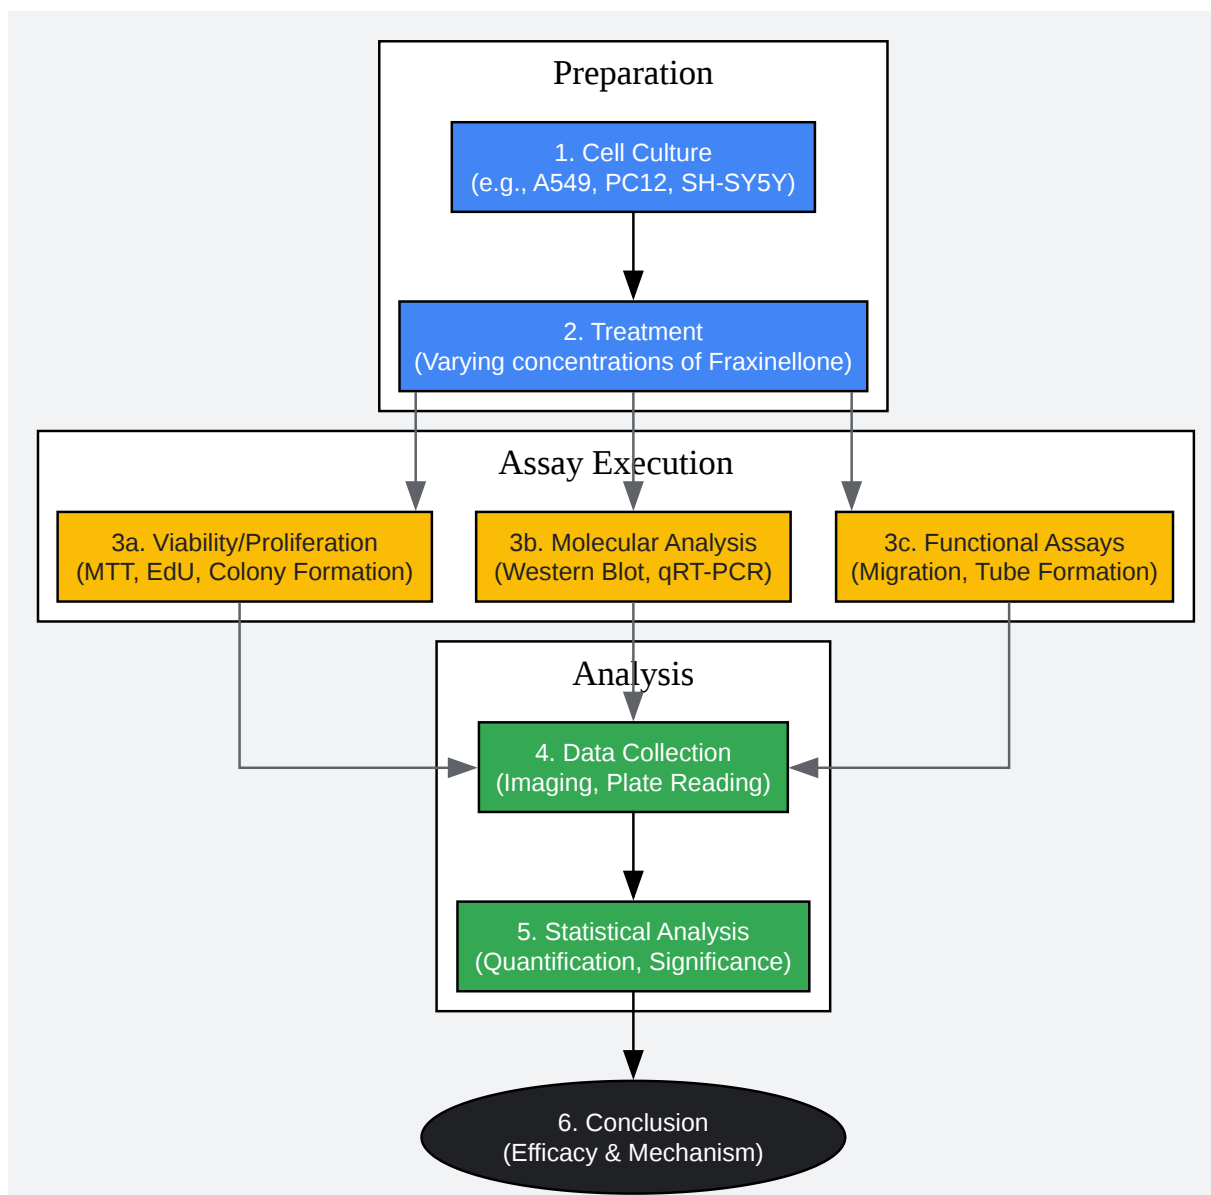 Preparation
1. Cell Culture
(e.g., A549, PC12, SH-SY5Y)
2. Treatment
(Varying concentrations of Fraxinellone)
Assay Execution
3a. Viability/Proliferation
(MTT, EdU, Colony Formation)
3b. Molecular Analysis
(Western Blot, qRT-PCR)
3c. Functional Assays
(Migration, Tube Formation)
Analysis
4. Data Collection
(Imaging, Plate Reading)
5. Statistical Analysis
(Quantification, Significance)
6. Conclusion
(Efficacy & Mechanism)